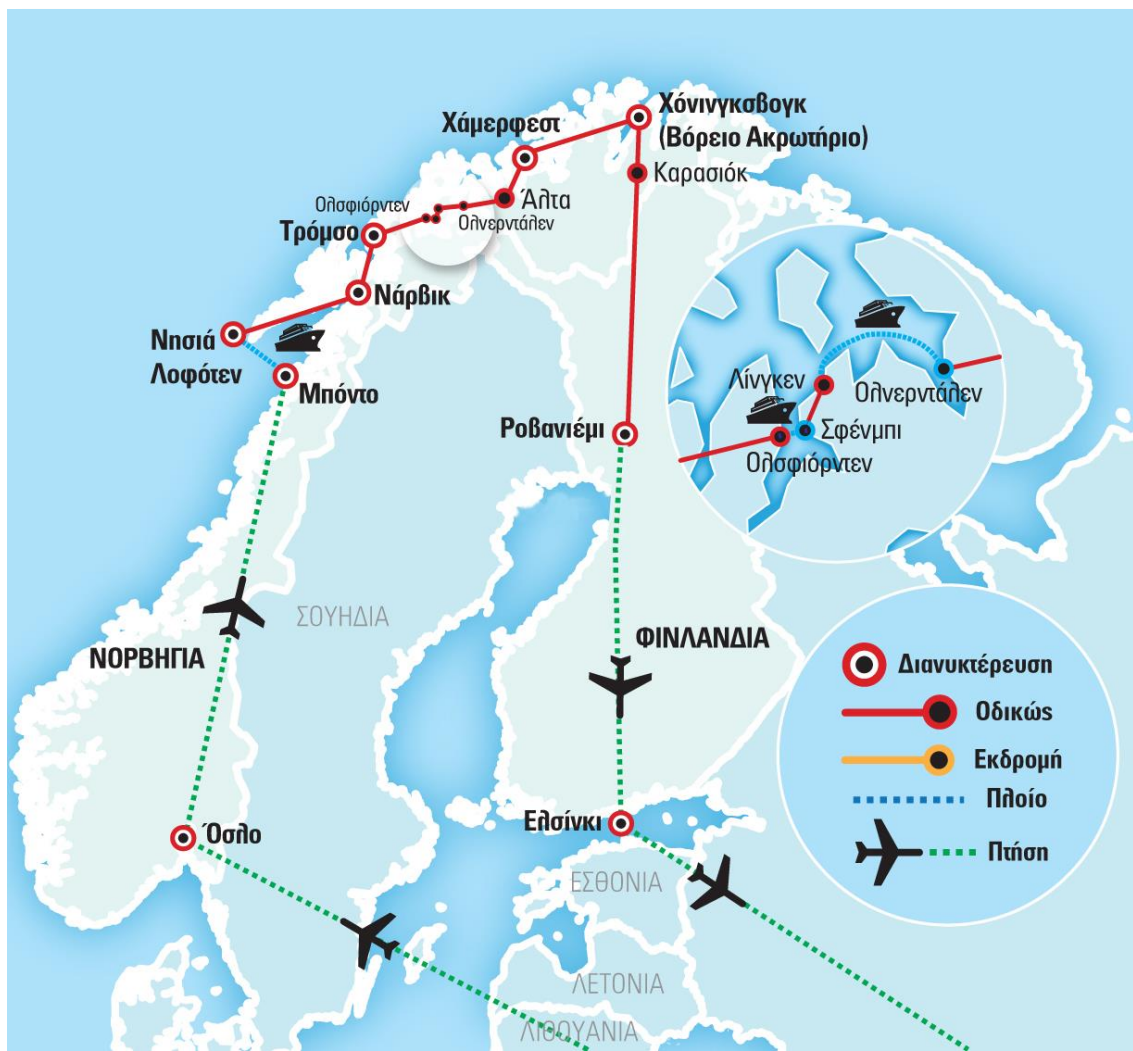 Χόνινγκσβογκ
(Βόρειο Ακρωτήριο)
Χάμερφεστ
Καρασιόκ
Άλτα
Ολσφιόρντεν
Ολνερντάλεν
Τρόμσο
Νάρβικ
Νησιά
Λοφότεν
Μπόντο
Λίνγκεν
Ολνερντάλεν
Σφένμπι
Ολσφιόρντεν
Ροβανιέμι
ΣΟΥΗΔΙΑ
ΝΟΡΒΗΓΙΑ
ΦΙΝΛΑΝΔΙΑ
Διανυκτέρευση
Οδικώς
Εκδρομή
Πλοίο
Πτήση
Όσλο
Ελσίνκι
ΕΣΘΟΝΙΑ
ΛΕΤΟΝΙΑ
ΛΙΘΟΥΑΝΙΑ